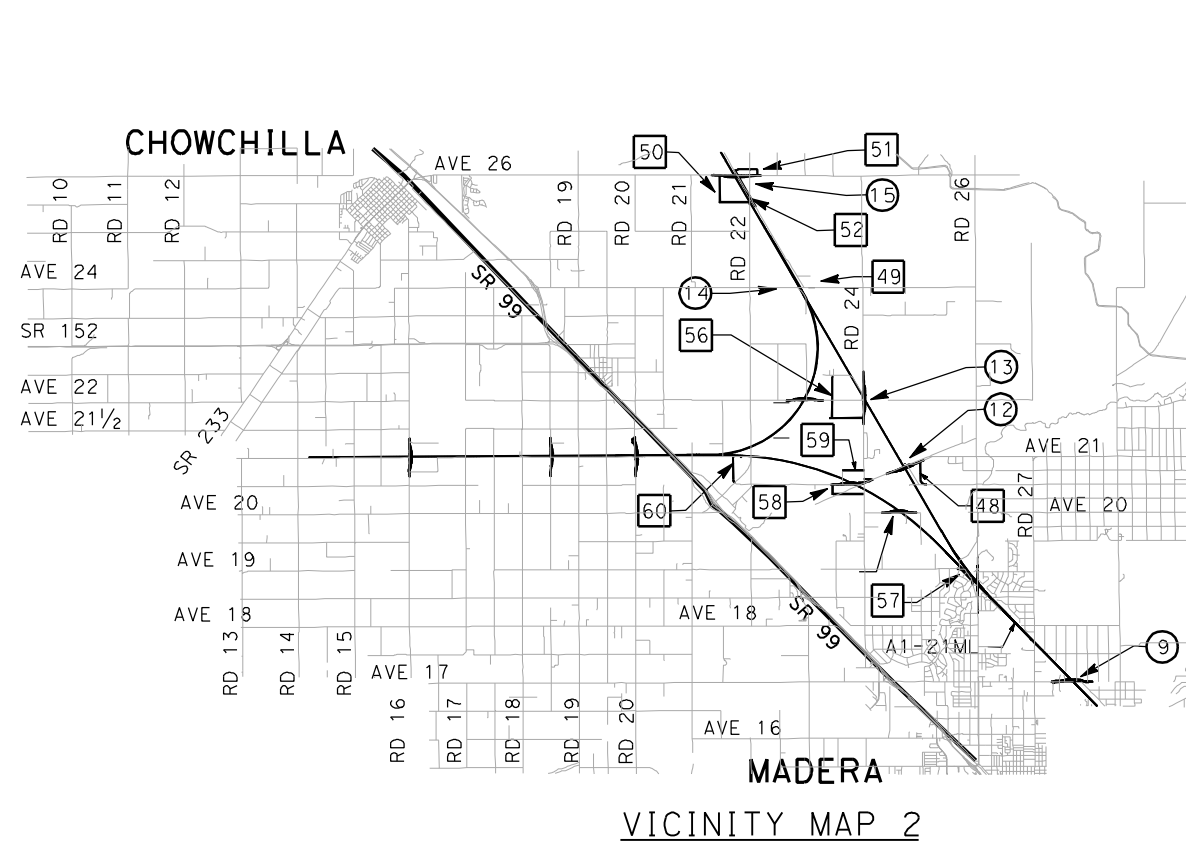 CHOWCHILLA
AVE 26
50
51
15
52
RD 10
RD 11
RD 12
RD 19
RD 20
RD 21
RD 22
RD 26
AVE 24
SR 99
14
49
RD 24
SR 152
56
13
AVE 22
AVE 21½
12
SR 233
59
AVE 21
AVE 20
60
58
48
RD 27
AVE 20
AVE 19
57
AVE 18
AVE 18
SR 99
A1-21ML
9
RD 13
RD 14
RD 15
AVE 17
RD 16
RD 17
RD 18
RD 19
RD 20
AVE 16
MADERA
VICINITY MAP 2